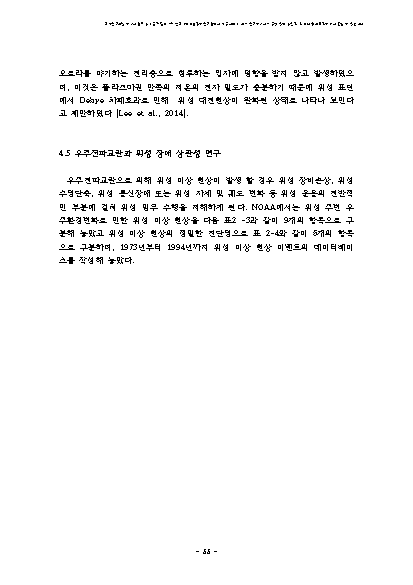 오로라를 야기하는 전리층으로 침투하는 입자에 영향을 받지 않고 발생하였으
며, 이것은 플라즈마권 안쪽의 저온의 전자 밀도가 충분하기 때문에 위성 표면
에서 Debye 차폐효과로 인해 위성 대전현상이 완화된 상태로 나타나 보인다
고 제안하였다 [Lee et al., 2014].
4.5 우주전파교란과 위성 장애 상관성 연구
우주전파교란으로 의해 위성 이상 현상이 발생 할 경우 위성 장비손상, 위성
수명단축, 위성 통신장애 또는 위성 자세 및 궤도 변화 등 위성 운용의 전반적
인 부분에 걸쳐 위성 임무 수행을 저해하게 된다. NOAA에서는 위성 주변 우
주환경변화로 인한 위성 이상 현상을 다음 표2 -3과 같이 9개의 항목으로 구
분해 놓았고 위성 이상 현상의 정밀한 진단명으로 표 2-4와 같이 6개의 항목
으로 구분하여, 1973년부터 1994년까지 위성 이상 현상 이벤트의 데이터베이
스를 작성해 놓았다.